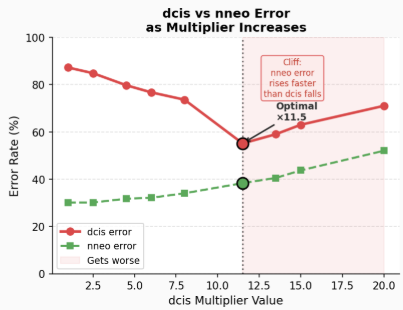 dcis vs nneo Error
as Multiplier Increases
Error Rate (%)
100
80
60
40
20
0
Cliff:
nneo error
rises faster
than dcis falls
Optimal
×11.5
dcis error
nneo error
Gets worse
2.5 5.0 7.5 10.0 12.5 15.0 17.5 20.0
dcis Multiplier Value